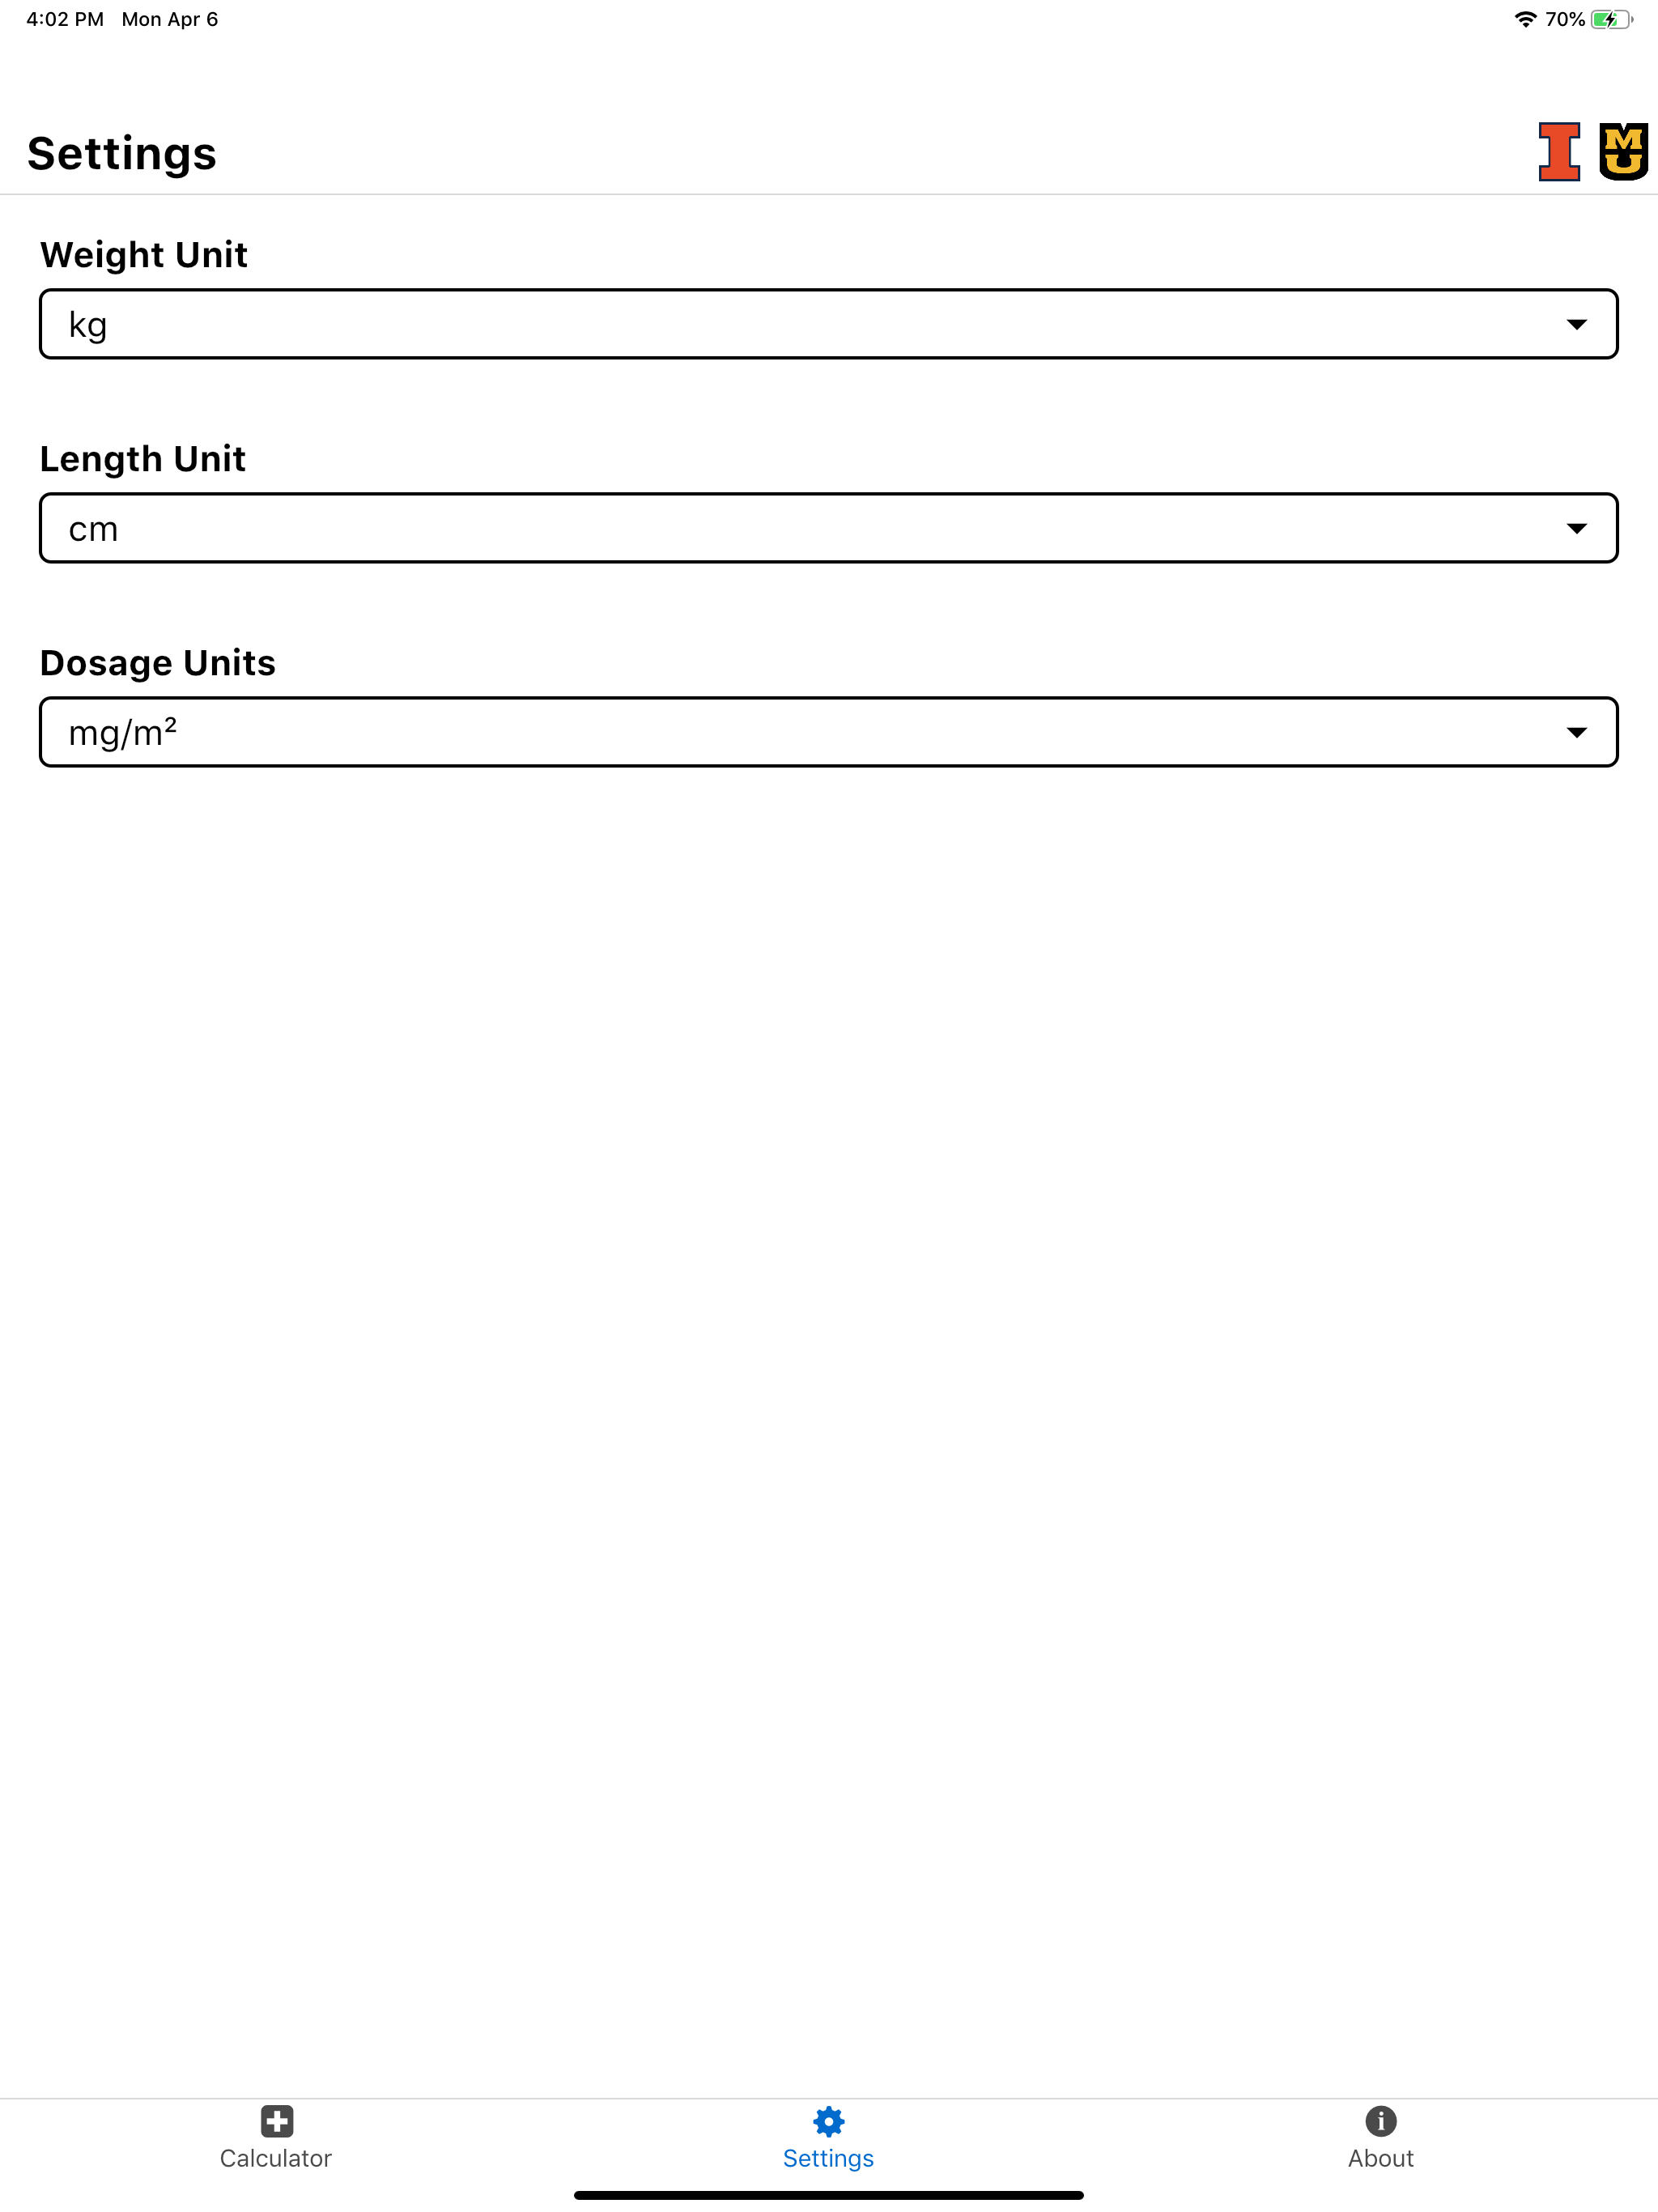 4:02 PM Mon Apr 6
70%
Settings
I
MU
Weight Unit
kg
Length Unit
cm
Dosage Units
mg/m²
Calculator
Settings
About